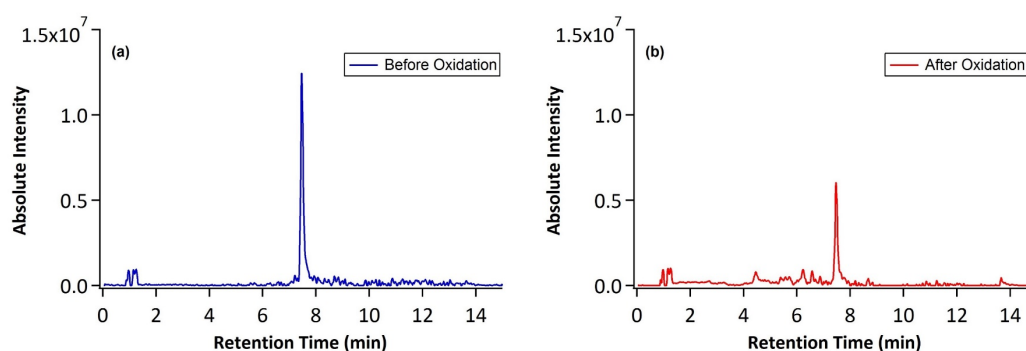 1.5x10⁷
(a)
Before Oxidation
Absolute Intensity
1.0
0.5
0.0
0 2 4 6 8 10 12 14
Retention Time (min)
1.5x10⁷
(b)
After Oxidation
Absolute Intensity
1.0
0.5
0.0
0 2 4 6 8 10 12 14
Retention Time (min)